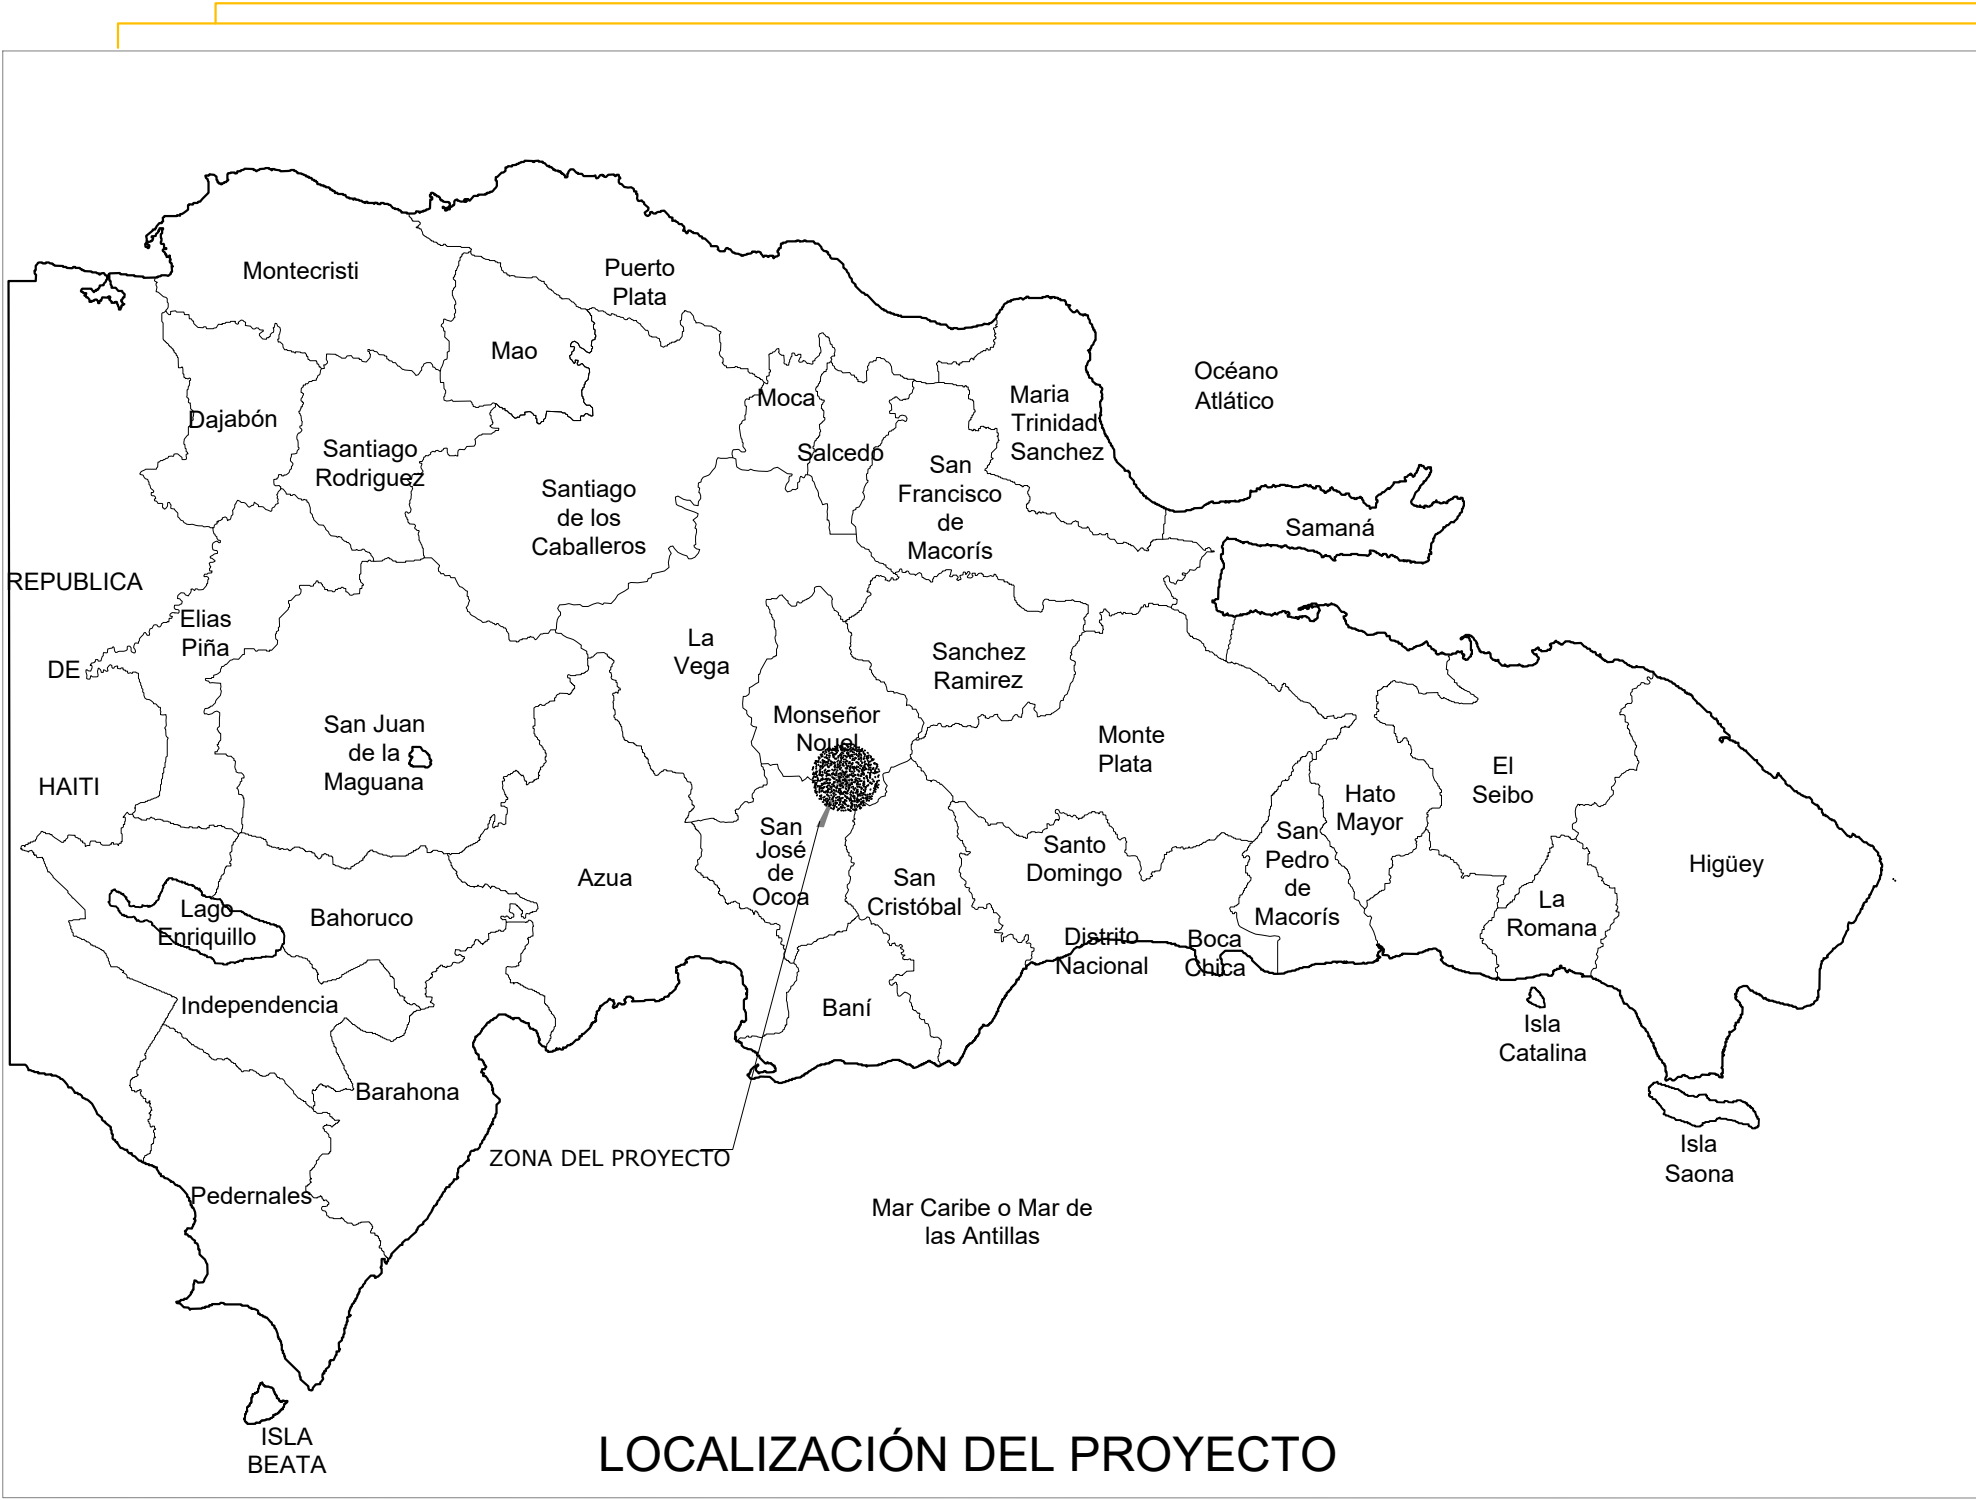 Montecristi
Puerto
Plata
Mao
Océano
Atlático
Maria
Trinidad
Sanchez
Moca
Dajabón
Santiago
Rodriguez
Salcedo
San
Francisco
de
Macorís
Santiago
de los
Caballeros
Samaná
REPUBLICA
DE
HAITI
Elias
Piña
La
Vega
Sanchez
Ramirez
San Juan
de la
Maguana
Monseñor
Nouel
Monte
Plata
El
Seibo
Hato
Mayor
San
José
de
Ocoa
San
Pedro
de
Macorís
Santo
Domingo
Higüey
Azua
San
Cristóbal
La
Romana
Lago
Enriquillo
Bahoruco
Distrito
Nacional
Boca
Chica
Independencia
Baní
Isla
Catalina
Barahona
ZONA DEL PROYECTO
Isla
Saona
Pedernales
Mar Caribe o Mar de
las Antillas
ISLA
BEATA
LOCALIZACIÓN DEL PROYECTO